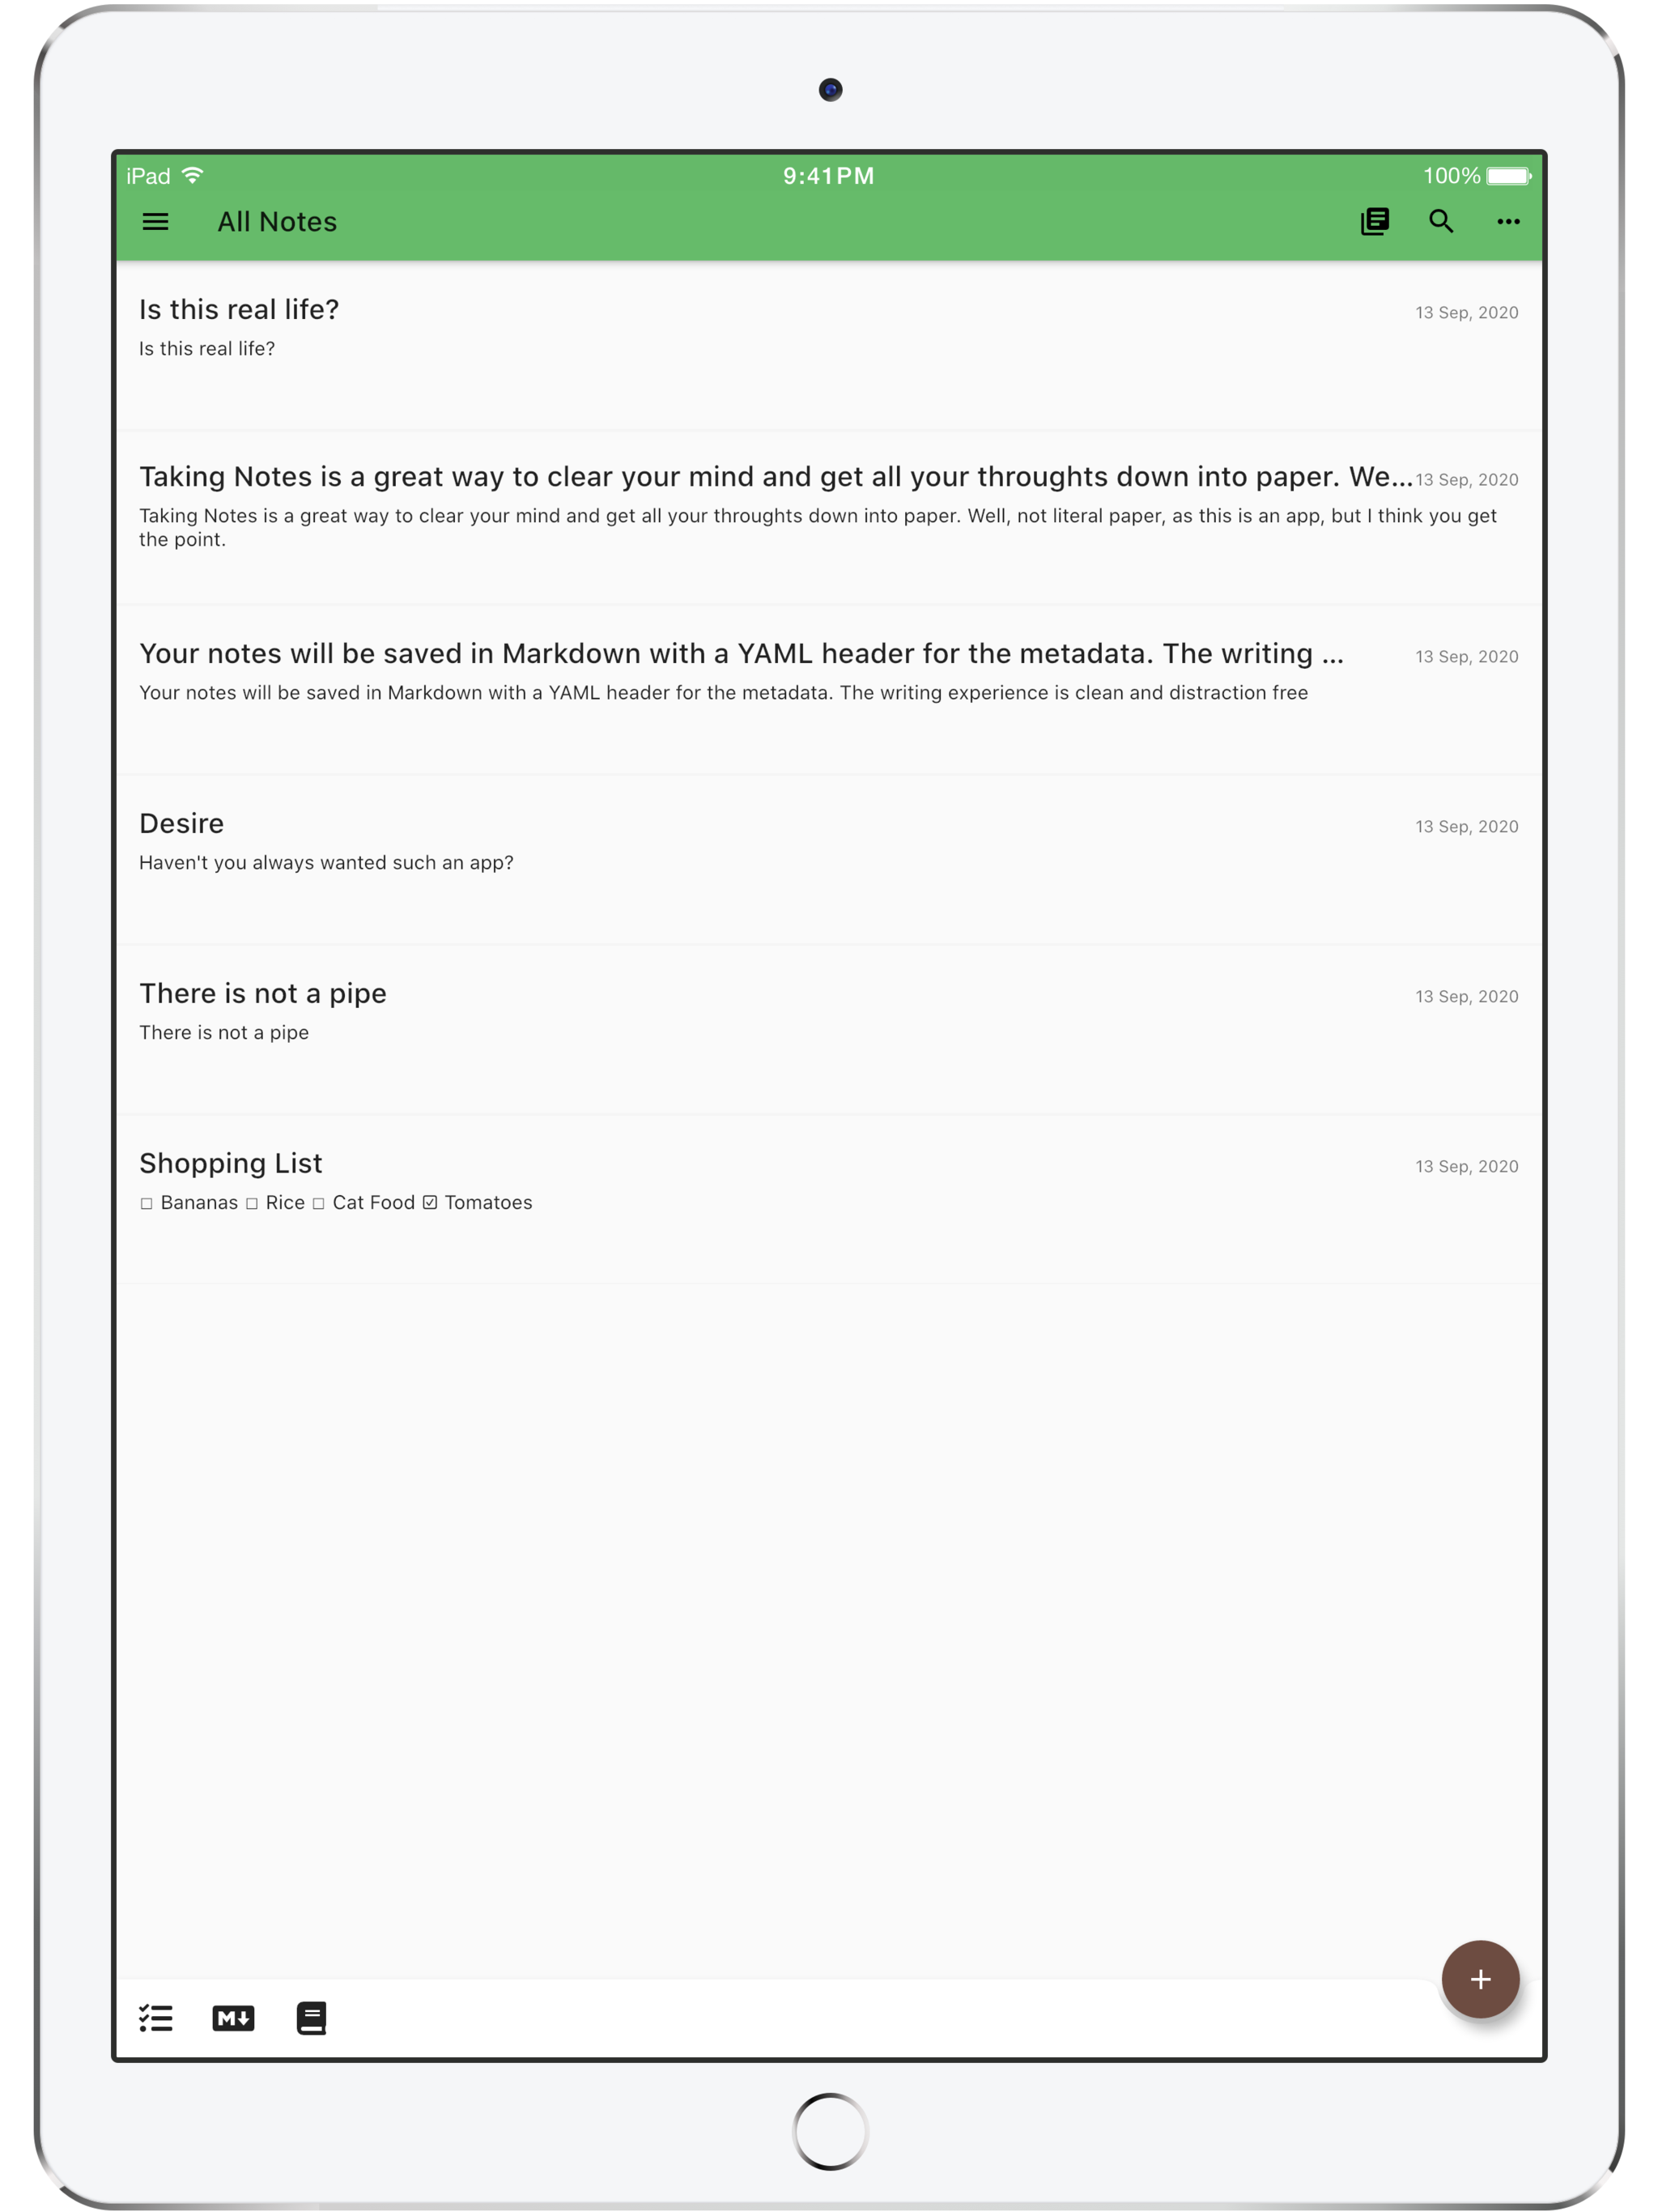 iPad 9:41PM 100%
All Notes
Is this real life? 13 Sep, 2020
Is this real life?
Taking Notes is a great way to clear your mind and get all your throughts down into paper. We... 13 Sep, 2020
Taking Notes is a great way to clear your mind and get all your throughts down into paper. Well, not literal paper, as this is an app, but I think you get
the point.
Your notes will be saved in Markdown with a YAML header for the metadata. The writing ... 13 Sep, 2020
Your notes will be saved in Markdown with a YAML header for the metadata. The writing experience is clean and distraction free
Desire 13 Sep, 2020
Haven't you always wanted such an app?
There is not a pipe 13 Sep, 2020
There is not a pipe
Shopping List 13 Sep, 2020
☐ Bananas ☐ Rice ☐ Cat Food ☑ Tomatoes
+
M↓